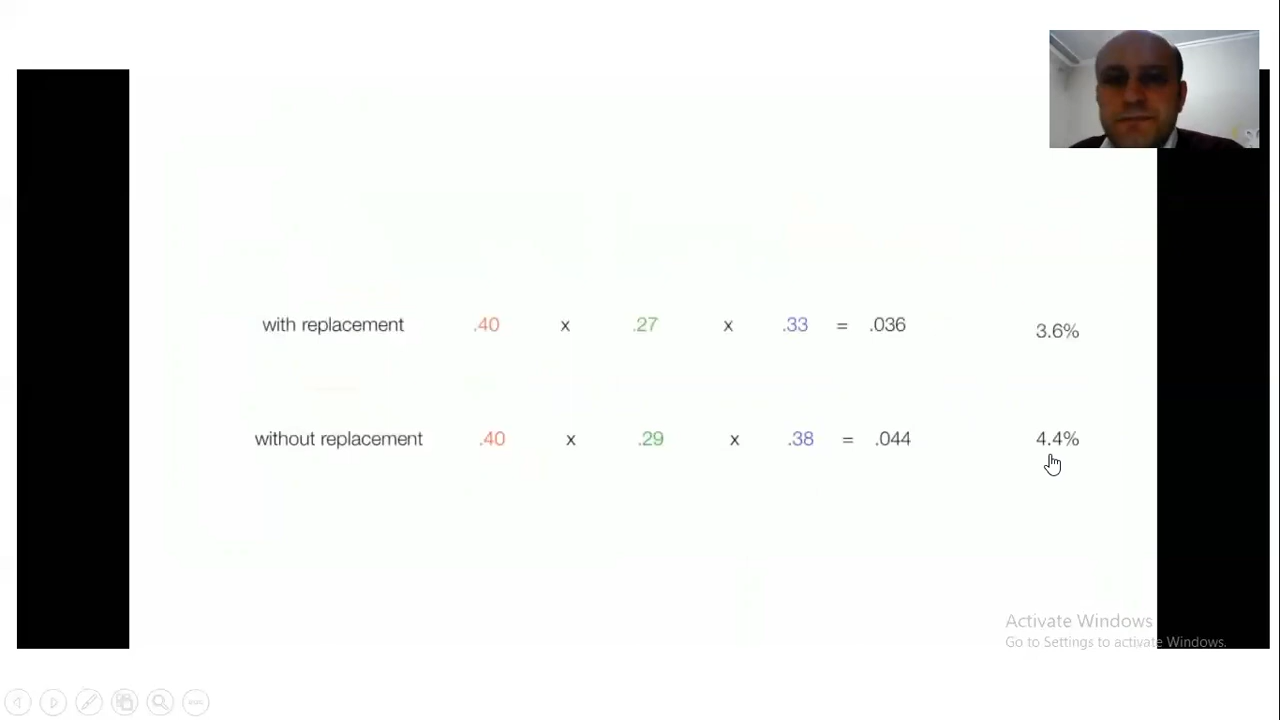 with replacement .40 x .27 x .33 = .036 3.6%
without replacement .40 x .29 x .38 = .044 4.4%
Activate Windows
Go to Settings to activate Windows.